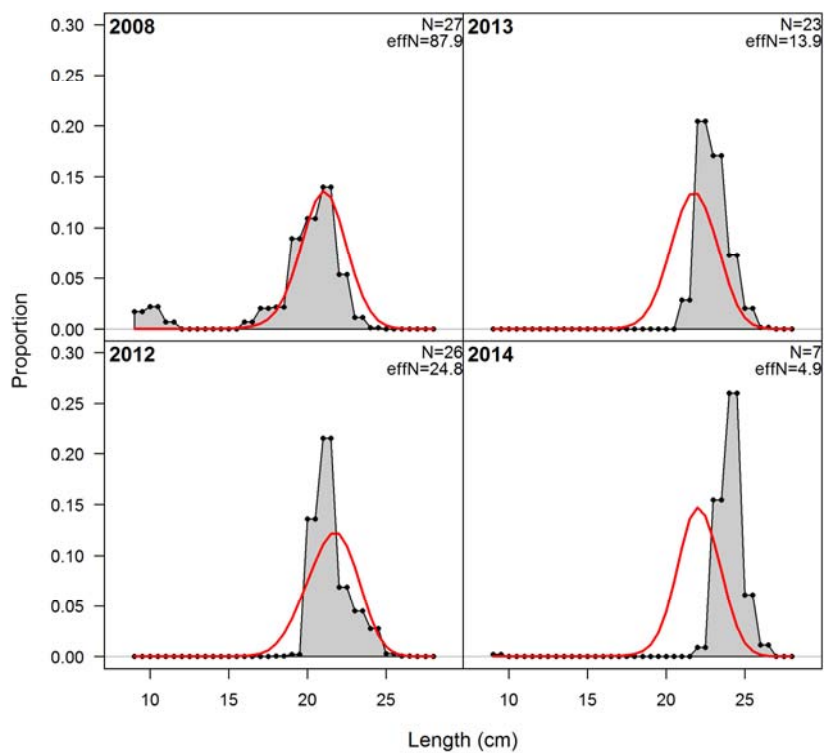 2008
N=27
effN=87.9
2013
N=23
effN=13.9
0.30
0.25
0.20
0.15
0.10
0.05
0.00
2012
N=26
effN=24.8
2014
N=7
effN=4.9
0.30
0.25
0.20
0.15
0.10
0.05
0.00
Proportion
10 15 20 25
10 15 20 25
Length (cm)